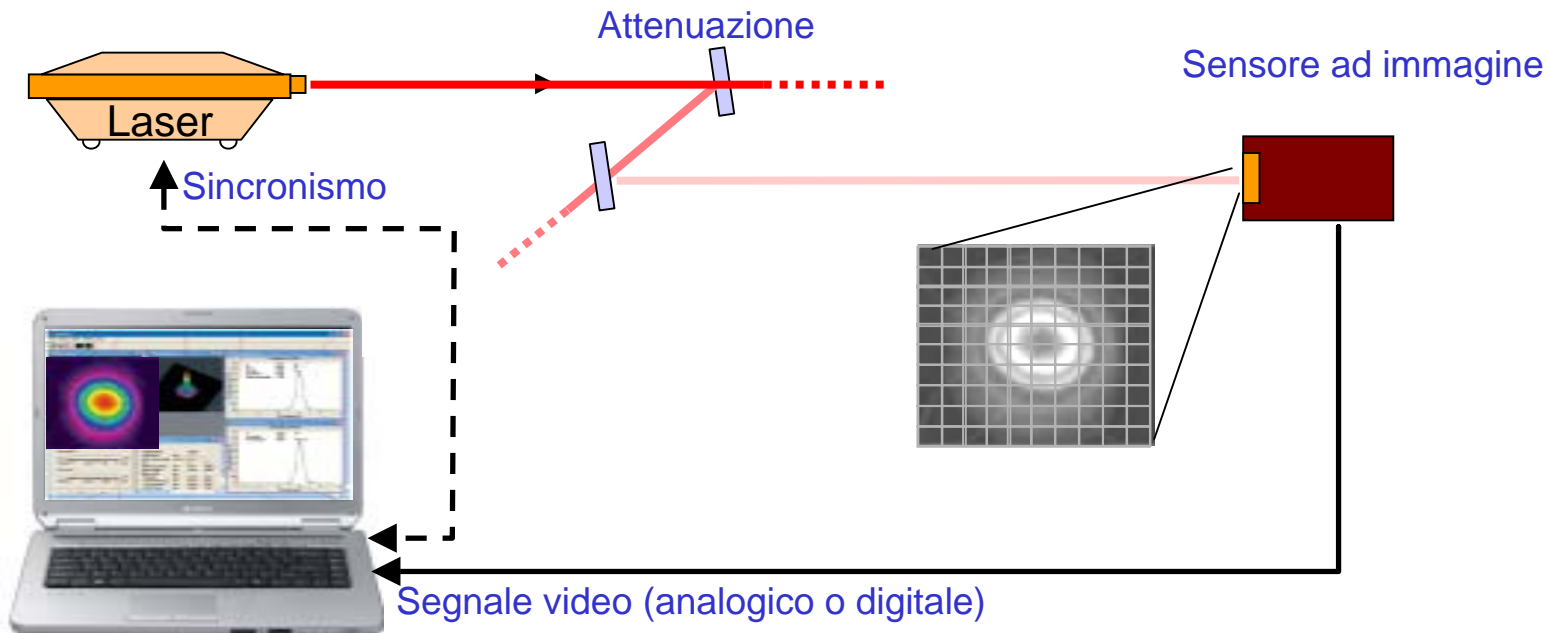 Attenuazione
Sensore ad immagine
Laser
Sincronismo
Segnale video (analogico o digitale)